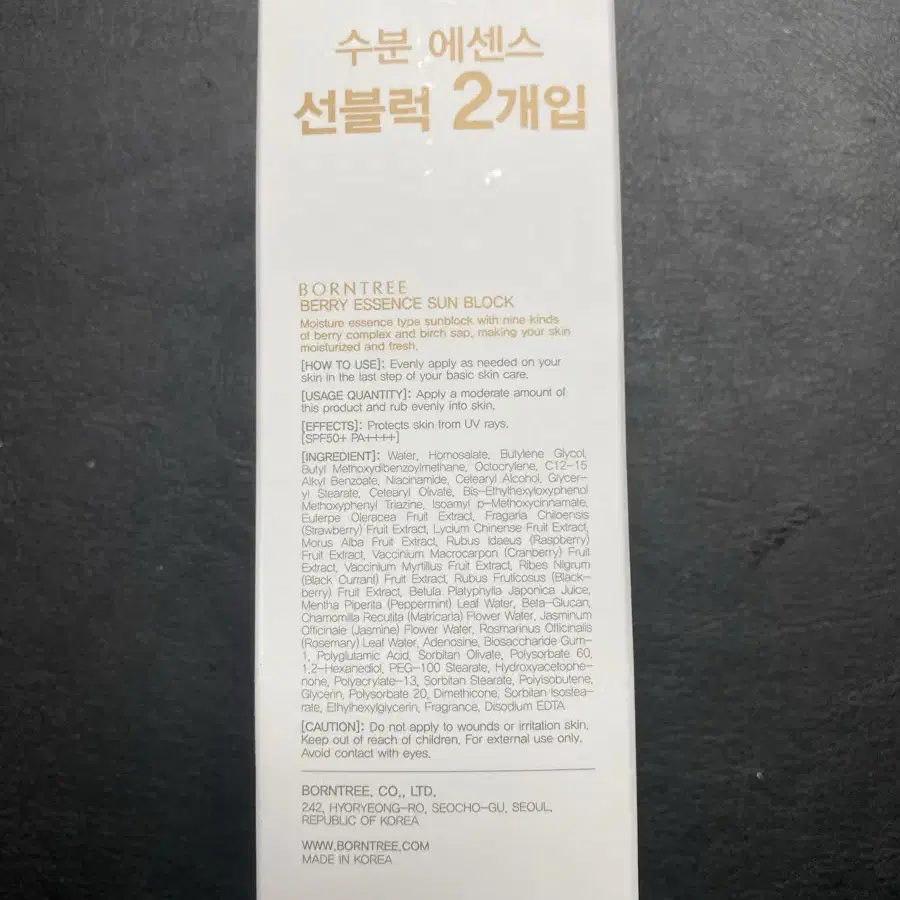 수분 에센스
선블럭 2개입
BORNTREE
BERRY ESSENCE SUN BLOCK
Moisture essence type sunblock with nine kinds
of berry complex and birch sap, making your skin
moisturized and fresh.
[HOW TO USE]: Evenly apply as needed on your
skin in the last step of your basic skin care.
[USAGE QUANTITY]: Apply a moderate amount of
this product and rub evenly into skin.
[EFFECTS]: Protects skin from UV rays.
[SPF50+ PA++++]
[INGREDIENT]: Water, Homosalate, Butylene Glycol,
Butyl Methoxydibenzoylmethane, Octocrylene, C12-15
Alkyl Benzoate, Niacinamide, Cetearyl Alcohol, Glycer-
yl Stearate, Cetearyl Olivate, Bis-Ethylhexyloxyphenol
Methoxyphenyl Triazine, Isoamyl p-Methoxycinnamate,
Euterpe Oleracea Fruit Extract, Fragaria Chiloensis
(Strawberry) Fruit Extract, Lycium Chinense Fruit Extract,
Morus Alba Fruit Extract, Rubus Idaeus (Raspberry)
Fruit Extract, Vaccinium Macrocarpon (Cranberry) Fruit
Extract, Vaccinium Myrtillus Fruit Extract, Ribes Nigrum
(Black Currant) Fruit Extract, Rubus Fruticosus (Black-
berry) Fruit Extract, Betula Platyphylla Japonica Juice,
Mentha Piperita (Peppermint) Leaf Water, Beta-Glucan,
Chamomilla Recutita (Matricaria) Flower Water, Jasminum
Officinale (Jasmine) Flower Water, Rosmarinus Officinalis
(Rosemary) Leaf Water, Adenosine, Biosaccharide Gum-
1, Polyglutamic Acid, Sorbitan Olivate, Polysorbate 60,
1,2-Hexanediol, PEG-100 Stearate, Hydroxyacetophe-
none, Polyacrylate-13, Sorbitan Stearate, Polyisobutene,
Glycerin, Polysorbate 20, Dimethicone, Sorbitan Isostea-
rate, Ethylhexylglycerin, Fragrance, Disodium EDTA
[CAUTION]: Do not apply to wounds or irritation skin.
Keep out of reach of children. For external use only.
Avoid contact with eyes.
BORNTREE. CO., LTD.
242, HYORYEONG-RO, SEOCHO-GU, SEOUL,
REPUBLIC OF KOREA
WWW.BORNTREE.COM
MADE IN KOREA